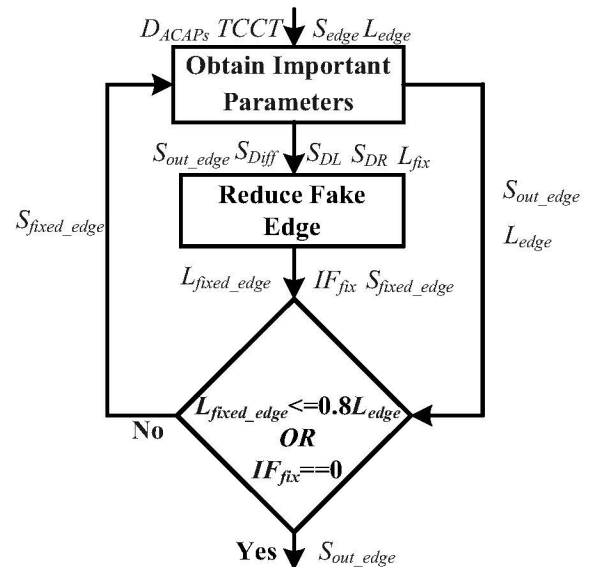 D_ACAPs TCCT S_edge L_edge
Obtain Important
Parameters
S_out_edge S_Diff S_DL S_DR L_fix
Reduce Fake
Edge
S_fixed_edge
S_out_edge
L_edge
L_fixed_edge IF_fix S_fixed_edge
L_fixed_edge<=0.8L_edge
OR
IF_fix==0
No
Yes S_out_edge